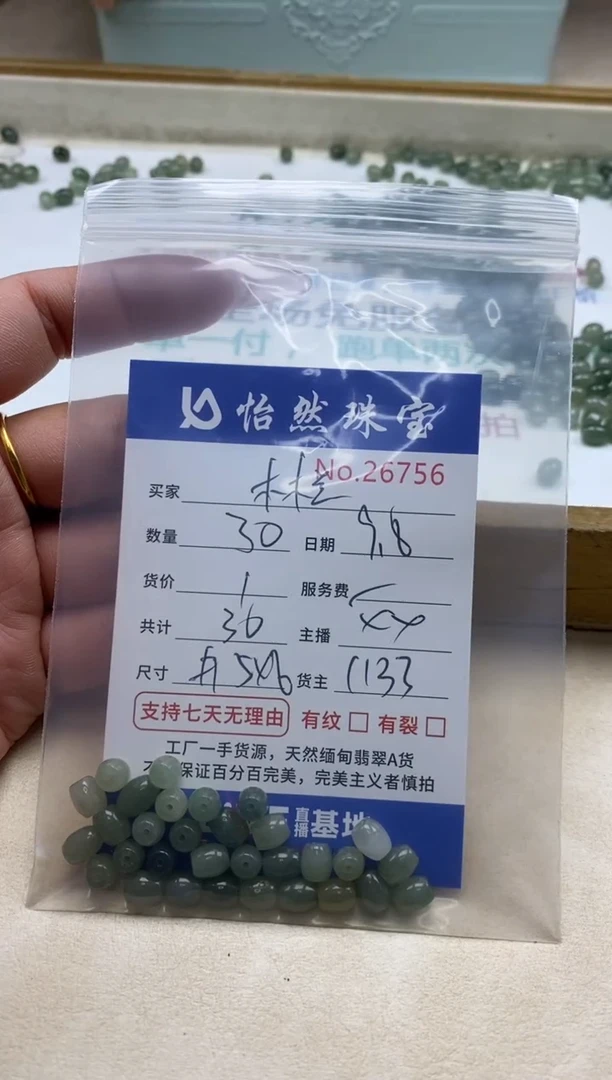 怡然珠宝
No.26756
买家
数量 30 日期 9.8
货价 1 服务费
共计 30 主播
尺寸 货主 1133
支持七天无理由 有纹 □ 有裂 □
工厂一手货源，天然缅甸翡翠A货
保证百分百完美，完美主义者慎拍
直播基地